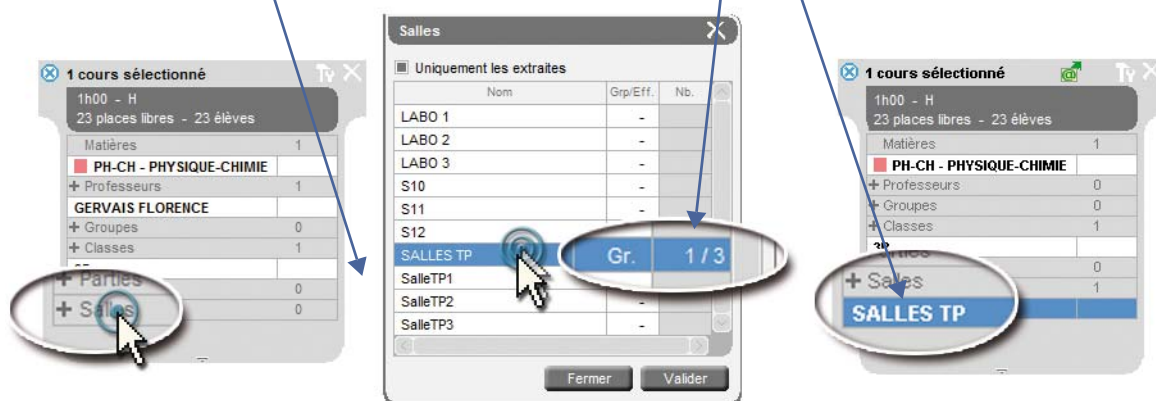 1 cours sélectionné
1h00 - H
23 places libres - 23 élèves
Matières 1
PH-CH - PHYSIQUE-CHIMIE
+ Professeurs 1
GERVAIS FLORENCE
+ Groupes 0
+ Classes 1
+ Parties 0
+ Salles 0
Salles
Uniquement les extraites
Nom Grp/Eff. Nb.
LABO 1 -
LABO 2 -
LABO 3 -
S10 -
S11 -
S12 -
SALLES TP Gr. 1 / 3
SalleTP1
SalleTP2 -
SalleTP3 -
Fermer Valider
1 cours sélectionné
1h00 - H
23 places libres - 23 élèves
Matières 1
PH-CH - PHYSIQUE-CHIMIE
+ Professeurs 0
+ Groupes 0
+ Classes 1
0
+ Salles 1
SALLES TP